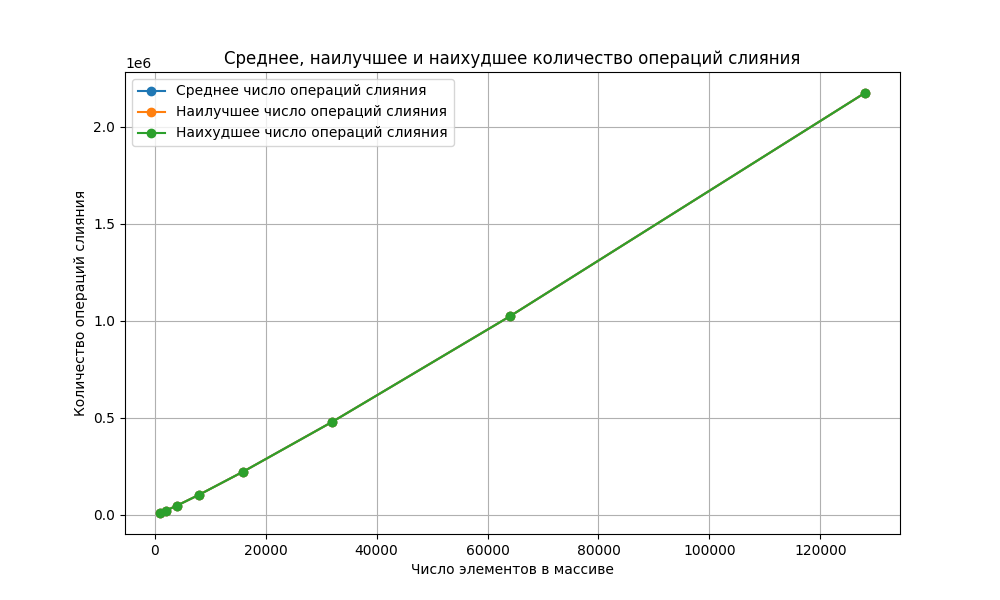 Среднее, наилучшее и наихудшее количество операций слияния
1e6
Среднее число операций слияния
Наилучшее число операций слияния
Наихудшее число операций слияния
2.0
1.5
1.0
0.5
0.0
Количество операций слияния
0 20000 40000 60000 80000 100000 120000
Число элементов в массиве